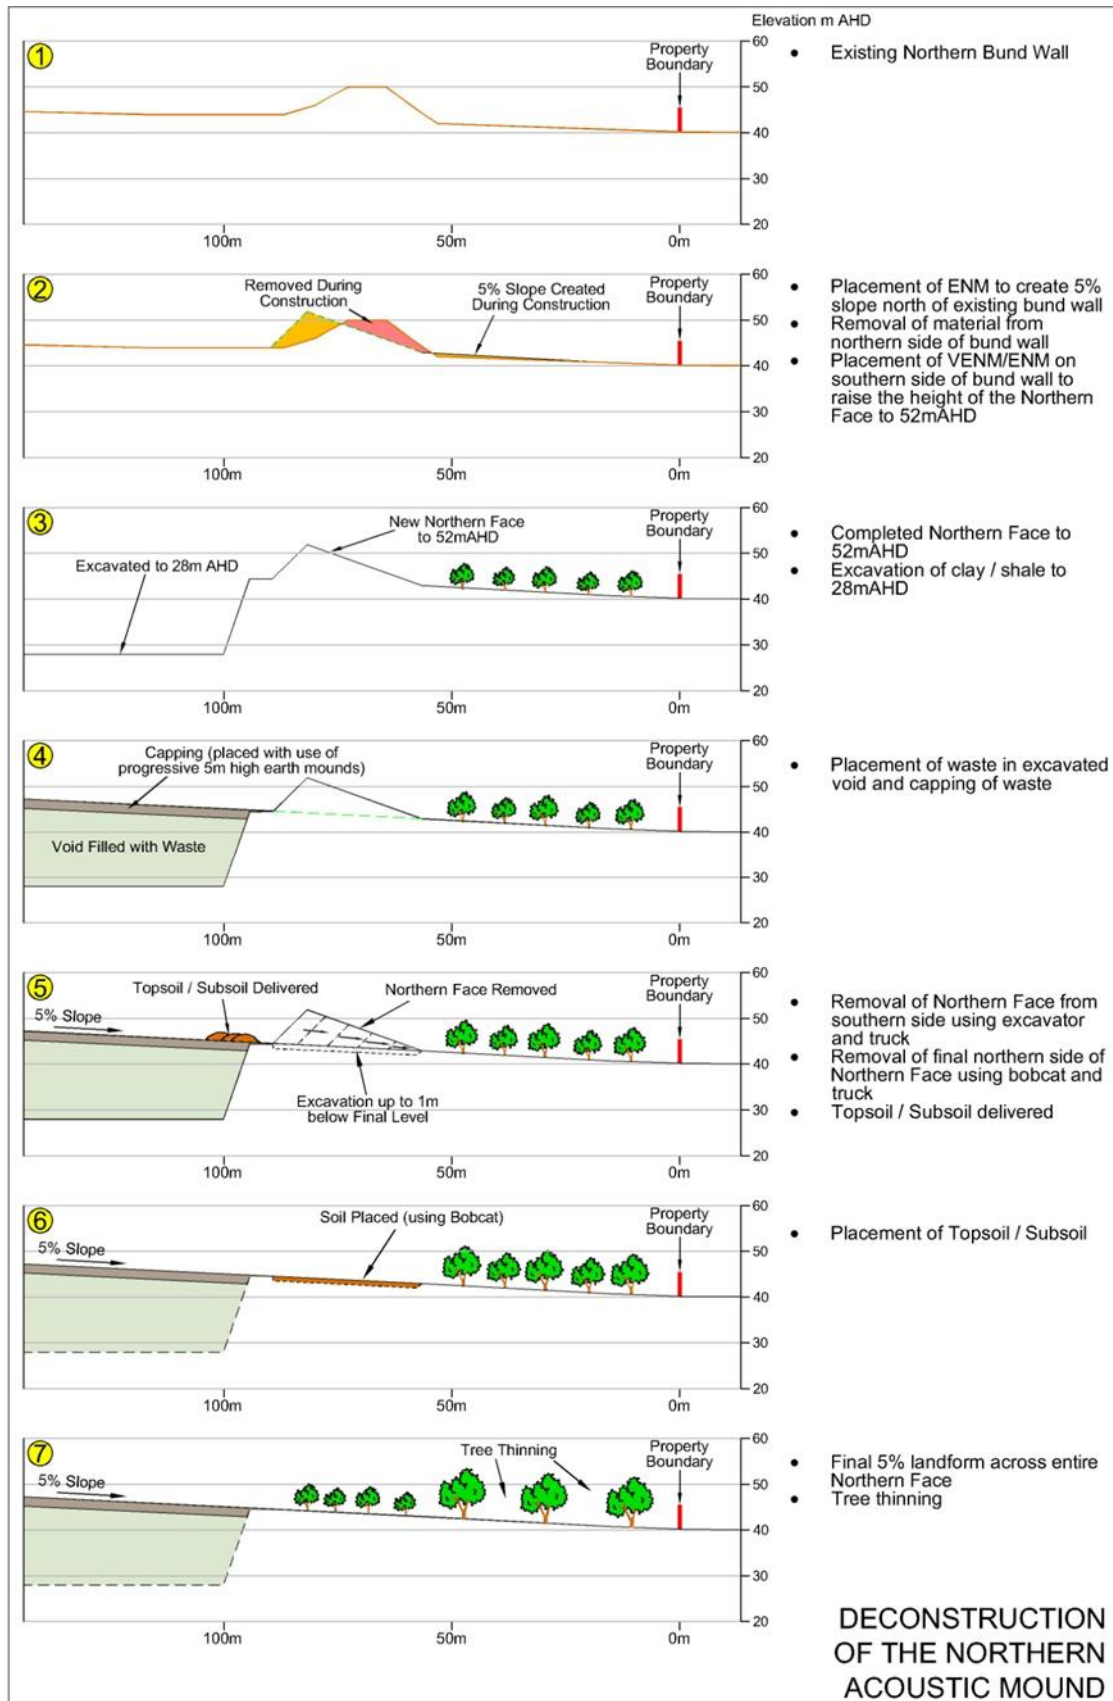 Elevation m AHD
1
Property
Boundary
60
50
40
30
20
100m
50m
0m
• Existing Northern Bund Wall
2
Removed During
Construction
5% Slope Created
During Construction
Property
Boundary
60
50
40
30
20
100m
50m
0m
• Placement of ENM to create 5%
slope north of existing bund wall
• Removal of material from
northern side of bund wall
• Placement of VENM/ENM on
southern side of bund wall to
raise the height of the Northern
Face to 52mAHD
3
Excavated to 28m AHD
New Northern Face
to 52mAHD
Property
Boundary
60
50
40
30
20
100m
50m
0m
• Completed Northern Face to
52mAHD
• Excavation of clay / shale to
28mAHD
4
Capping (placed with use of
progressive 5m high earth mounds)
Void Filled with Waste
Property
Boundary
60
50
40
30
20
100m
50m
0m
• Placement of waste in excavated
void and capping of waste
5
5% Slope
Topsoil / Subsoil Delivered
Northern Face Removed
Excavation up to 1m
below Final Level
Property
Boundary
60
50
40
30
20
100m
50m
0m
• Removal of Northern Face from
southern side using excavator
and truck
• Removal of final northern side of
Northern Face using bobcat and
truck
• Topsoil / Subsoil delivered
6
5% Slope
Soil Placed (using Bobcat)
Property
Boundary
60
50
40
30
20
100m
50m
0m
• Placement of Topsoil / Subsoil
7
5% Slope
Tree Thinning
Property
Boundary
60
50
40
30
20
100m
50m
0m
• Final 5% landform across entire
Northern Face
• Tree thinning
DECONSTRUCTION
OF THE NORTHERN
ACOUSTIC MOUND